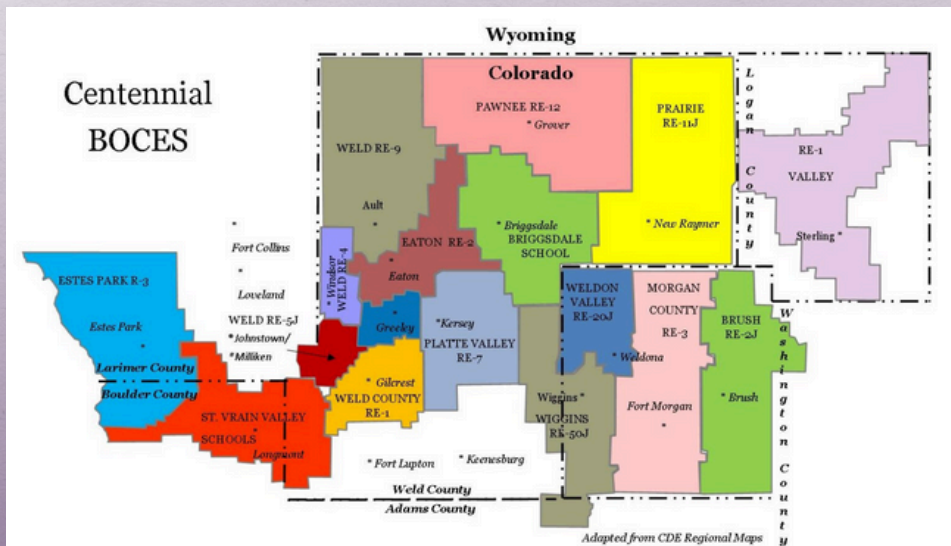 Wyoming
Centennial
BOCES
Colorado
PAWNEE RE-12
* Grover
PRAIRIE
RE-11J
Logan County
WELD RE-9
RE-1
VALLEY
Ault
*
* Fort Collins
* Briggsdale
BRIGGSDALE
SCHOOL
* New Raymer
Sterling *
EATON RE-2
* Eaton
* Windsor
WELD RE-4
ESTES PARK R-3
* Loveland
WELD RE-5J
* Johnstown/
* Milliken
Estes Park
*
* Greeley
* Kersey
PLATTE VALLEY
RE-7
WELDON
VALLEY
RE-20J
* Weldona
MORGAN
COUNTY
RE-3
BRUSH
RE-2J
Washington County
Larimer County
Boulder County
* Gilcrest
WELD COUNTY
RE-1
Wiggins *
WIGGINS
RE-50J
Fort Morgan
*
* Brush
ST. VRAIN VALLEY
SCHOOLS *
Longmont
* Fort Lupton
* Keenesburg
Weld County
Adams County
Adapted from CDE Regional Maps